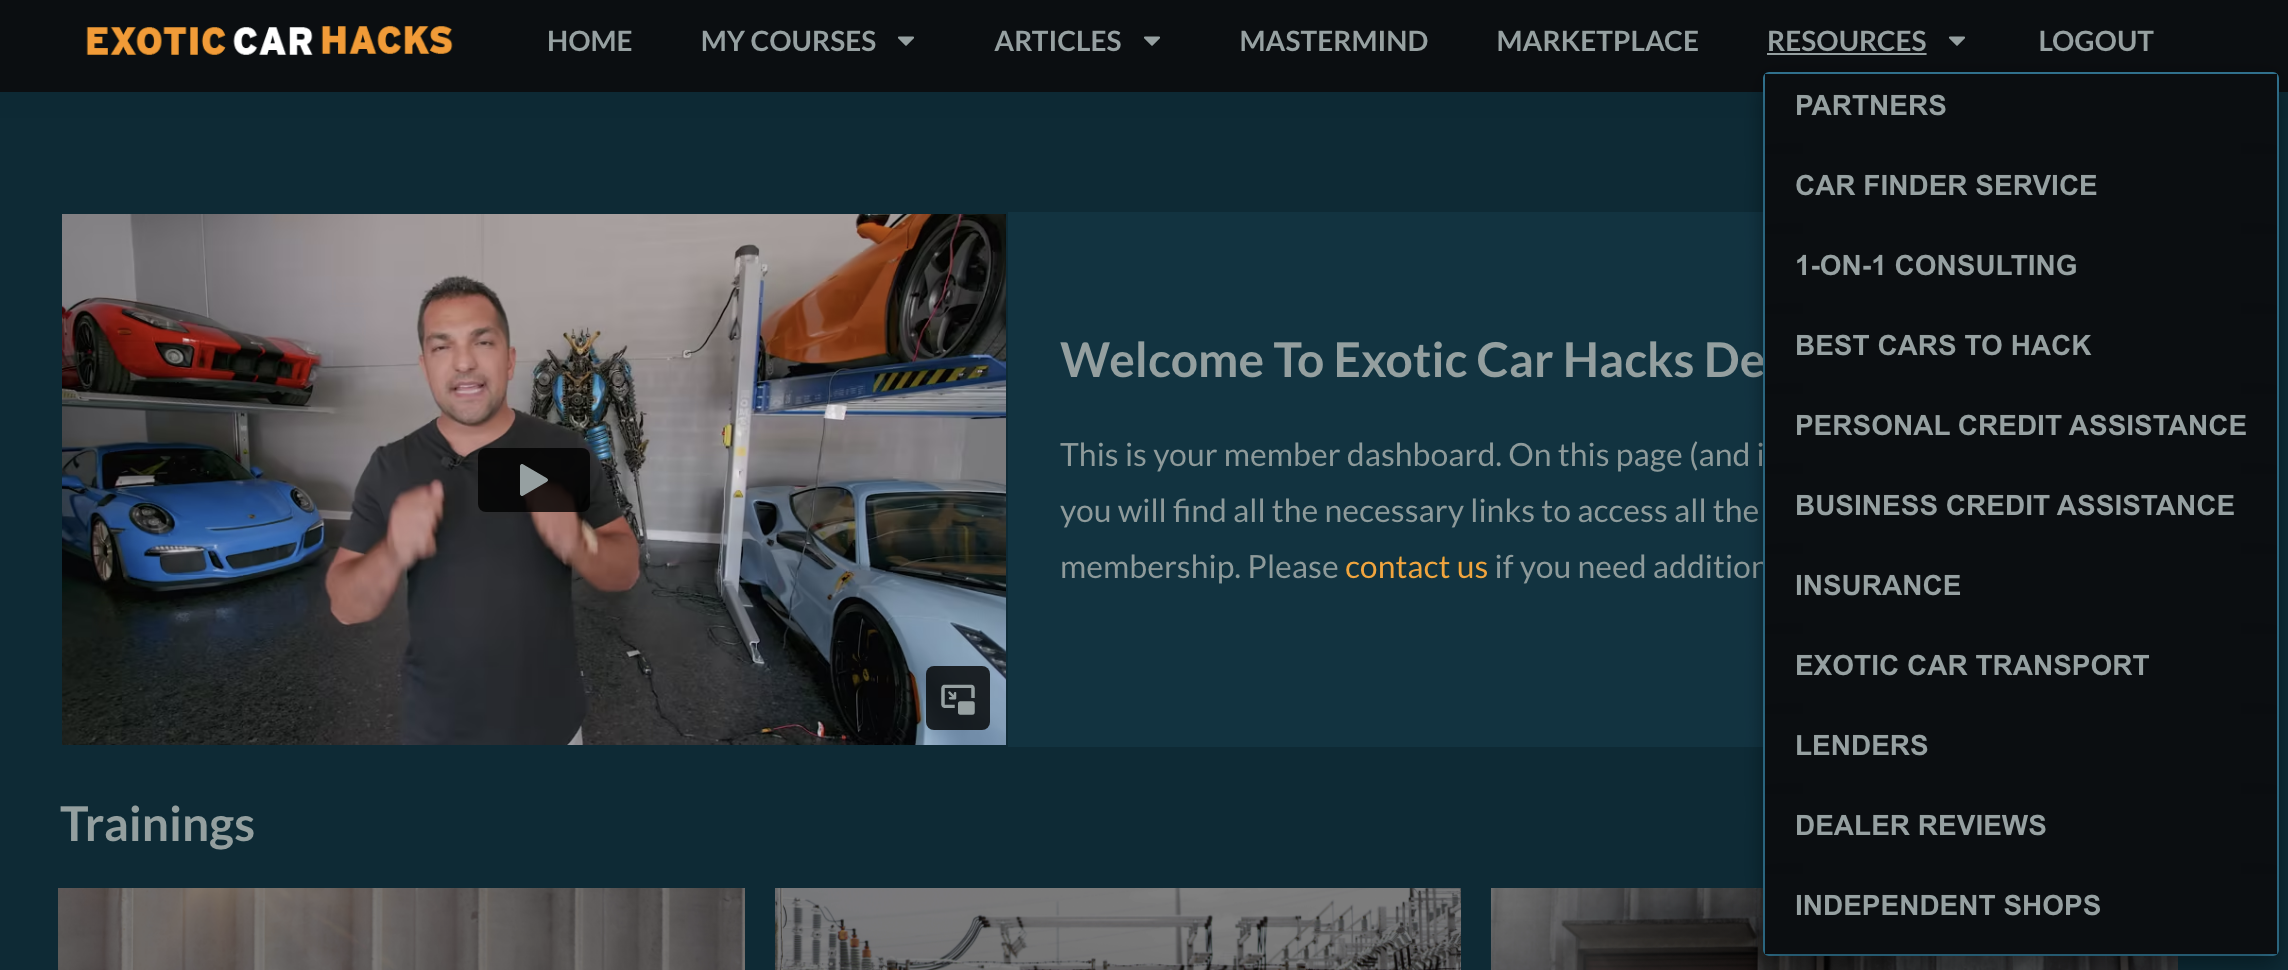 EXOTIC CAR HACKS
HOME
MY COURSES
ARTICLES
MASTERMIND
MARKETPLACE
RESOURCES
LOGOUT
PARTNERS
CAR FINDER SERVICE
1-ON-1 CONSULTING
BEST CARS TO HACK
PERSONAL CREDIT ASSISTANCE
BUSINESS CREDIT ASSISTANCE
INSURANCE
EXOTIC CAR TRANSPORT
LENDERS
DEALER REVIEWS
INDEPENDENT SHOPS
Welcome To Exotic Car Hacks De
This is your member dashboard. On this page (and i
you will find all the necessary links to access all the
membership. Please contact us if you need addition
Trainings